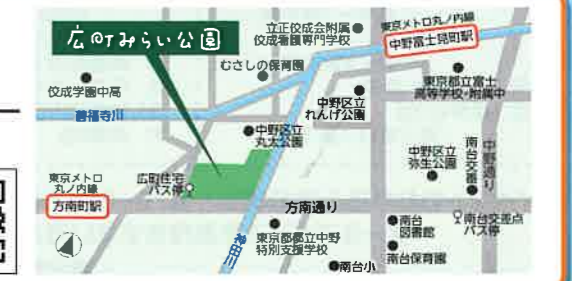 広町みらい公園
立正佼成会附属
佼成看護専門学校
東京メトロ丸ノ内線
中野富士見町駅
むさしの保育園
佼成学園中高
中野区立
れんげ公園
東京都立富士
高等学校・附属中
善福寺川
中野区立
丸太公園
中野区立
弥生公園
南台交番
中野通り
東京メトロ
丸ノ内線
方南町駅
広町住宅
バス停
方南通り
神田川
東京都都立中野
特別支援学校
南台
図書館
南台交差点
バス停
南台小
南台保育園